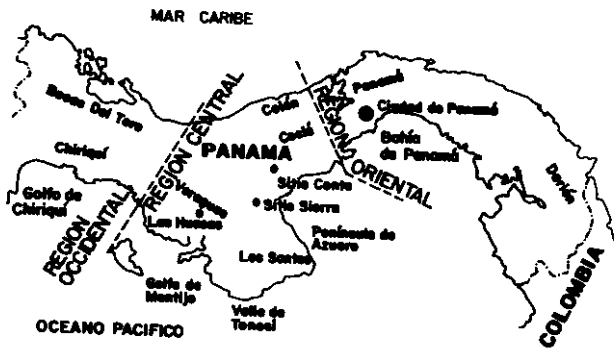 MAR CARIBE
Bocas Del Toro
Colón
Panamá
Ciudad de Panamá
Chiriquí
REGION CENTRAL
Coclé
REGION ORIENTAL
Bahía
de Panamá
PANAMA
Golfo de
Chiriquí
Veraguas
Sitio Conte
Darién
REGION
OCCIDENTAL
Las Huacas
Sitio Sierra
Península de
Azuero
Los Santos
Golfo de
Montijo
Valle de
Tonosí
OCEANO PACIFICO
COLOMBIA